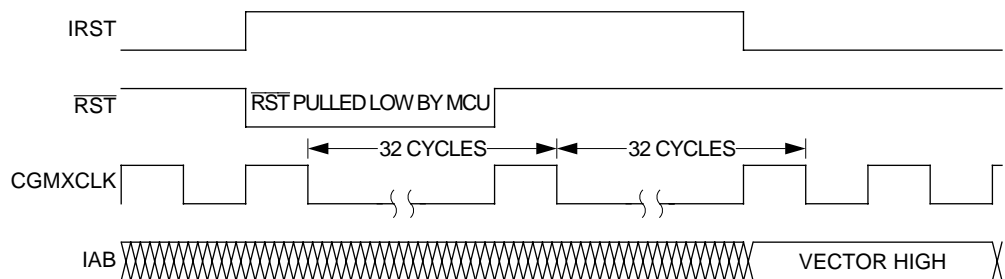 IRST
RST
RST PULLED LOW BY MCU
32 CYCLES
32 CYCLES
CGMXCLK
IAB
VECTOR HIGH